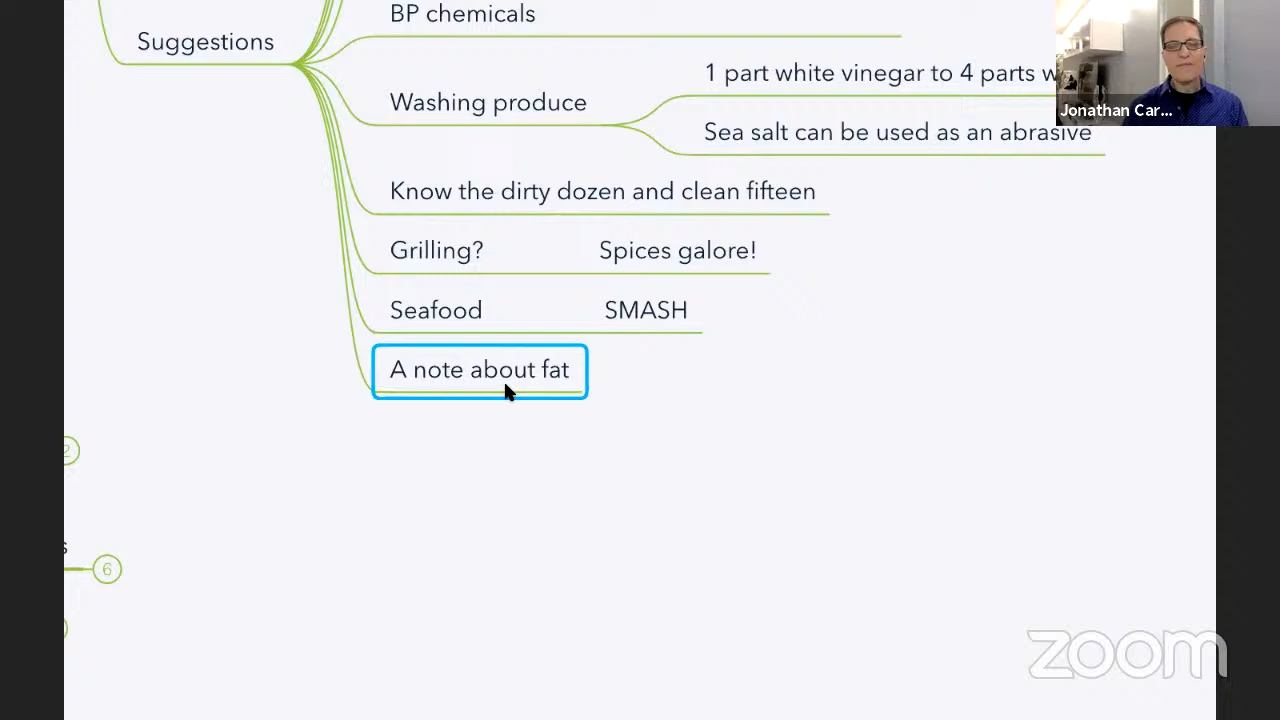 BP chemicals
Suggestions
1 part white vinegar to 4 parts
Washing produce
Jonathan Car...
Sea salt can be used as an abrasive
Know the dirty dozen and clean fifteen
Grilling? Spices galore!
Seafood SMASH
A note about fat
2
s
6
zoom